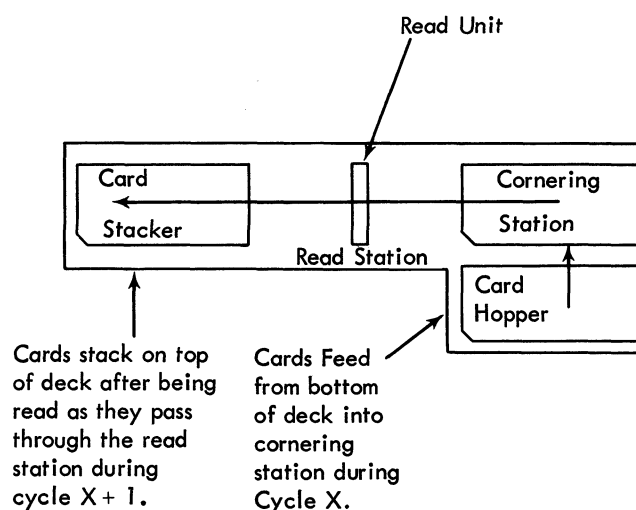 Read Unit
Card
Stacker
Cornering
Station
Read Station
Card
Hopper
Cards stack on top
of deck after being
read as they pass
through the read
station during
cycle X + 1.
Cards Feed
from bottom
of deck into
cornering
station during
Cycle X.